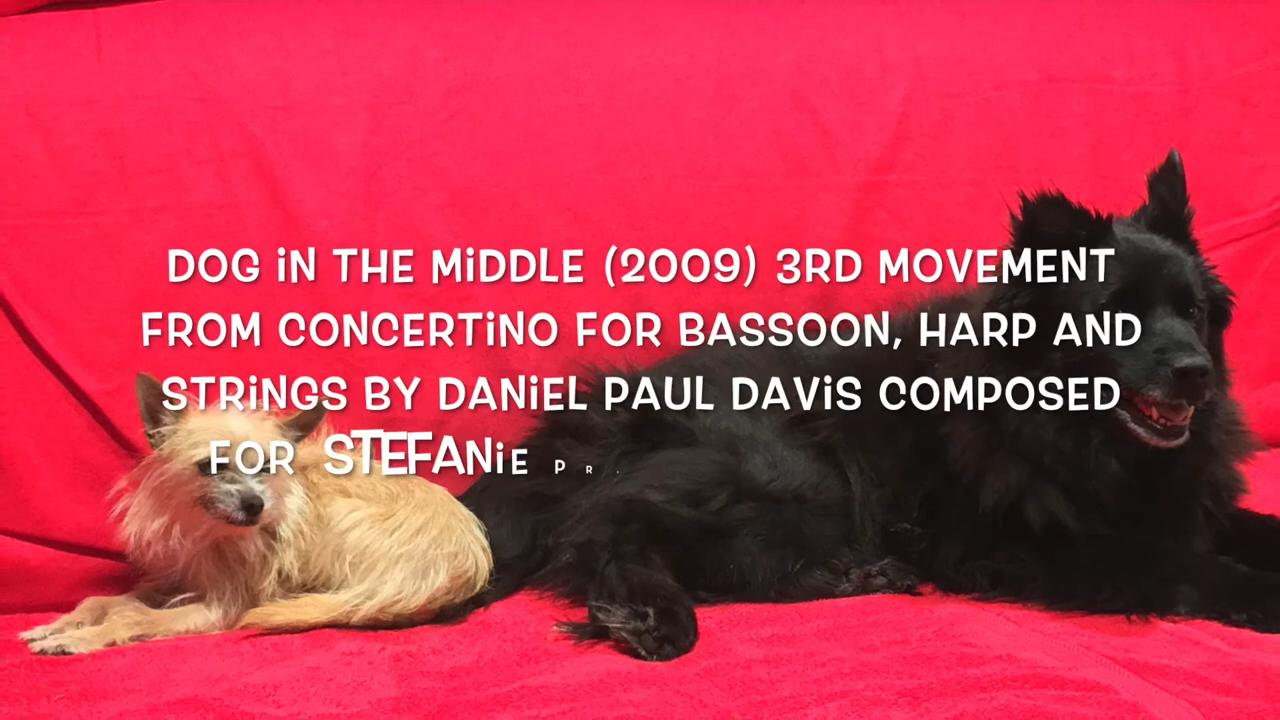 DOG iN THE MiDDLE (2009) 3RD MOVEMENT
FROM CONCERTiNO FOR BASSOON, HARP AND
STRiNGS BY DANiEL PAUL DAViS COMPOSED
FOR STEFANiE PR